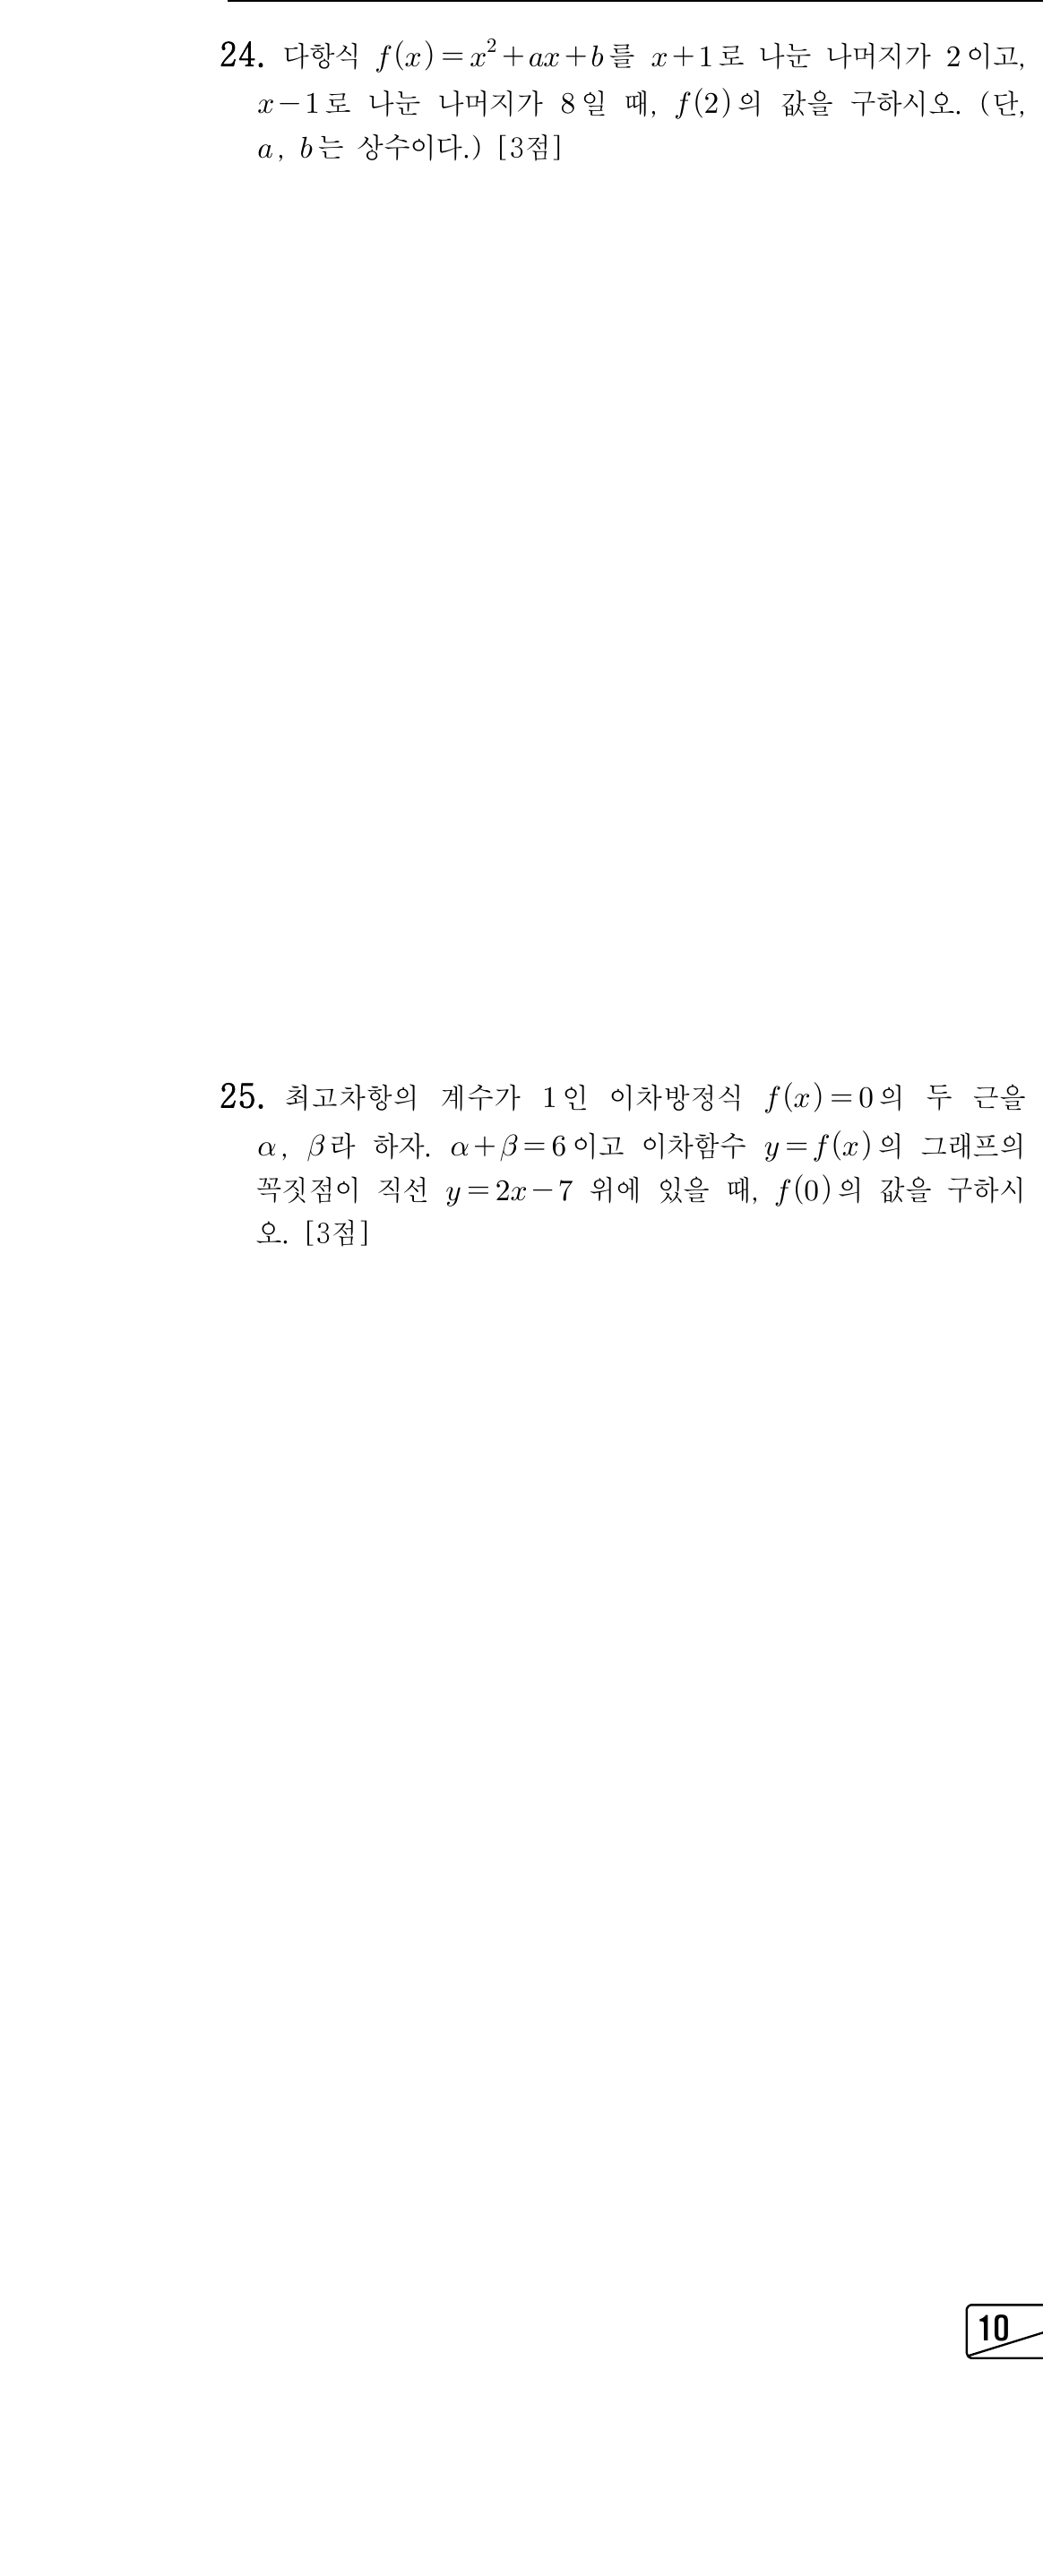 24. 다항식 f(x)=x²+ax+b를 x+1로 나눈 나머지가 2이고,
x-1로 나눈 나머지가 8일 때, f(2)의 값을 구하시오. (단,
a, b는 상수이다.) [3점]
25. 최고차항의 계수가 1인 이차방정식 f(x)=0의 두 근을
α, β라 하자. α+β=6이고 이차함수 y=f(x)의 그래프의
꼭짓점이 직선 y=2x-7 위에 있을 때, f(0)의 값을 구하시
오. [3점]
10